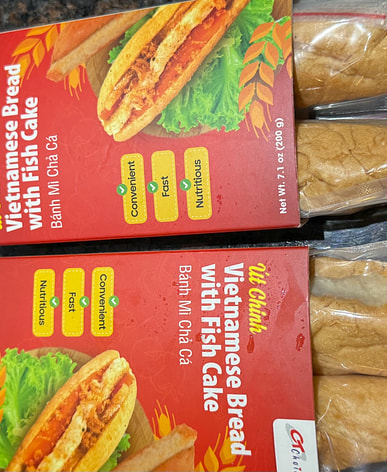 Vietnamese Bread
with Fish Cake
Bánh Mì Chả Cá
Convenient
Fast
Nutritious
Net Wt. 7.1 oz (200 g)
Út Chinh
Vietnamese Bread
with Fish Cake
Bánh Mì Chả Cá
Convenient
Fast
Nutritious